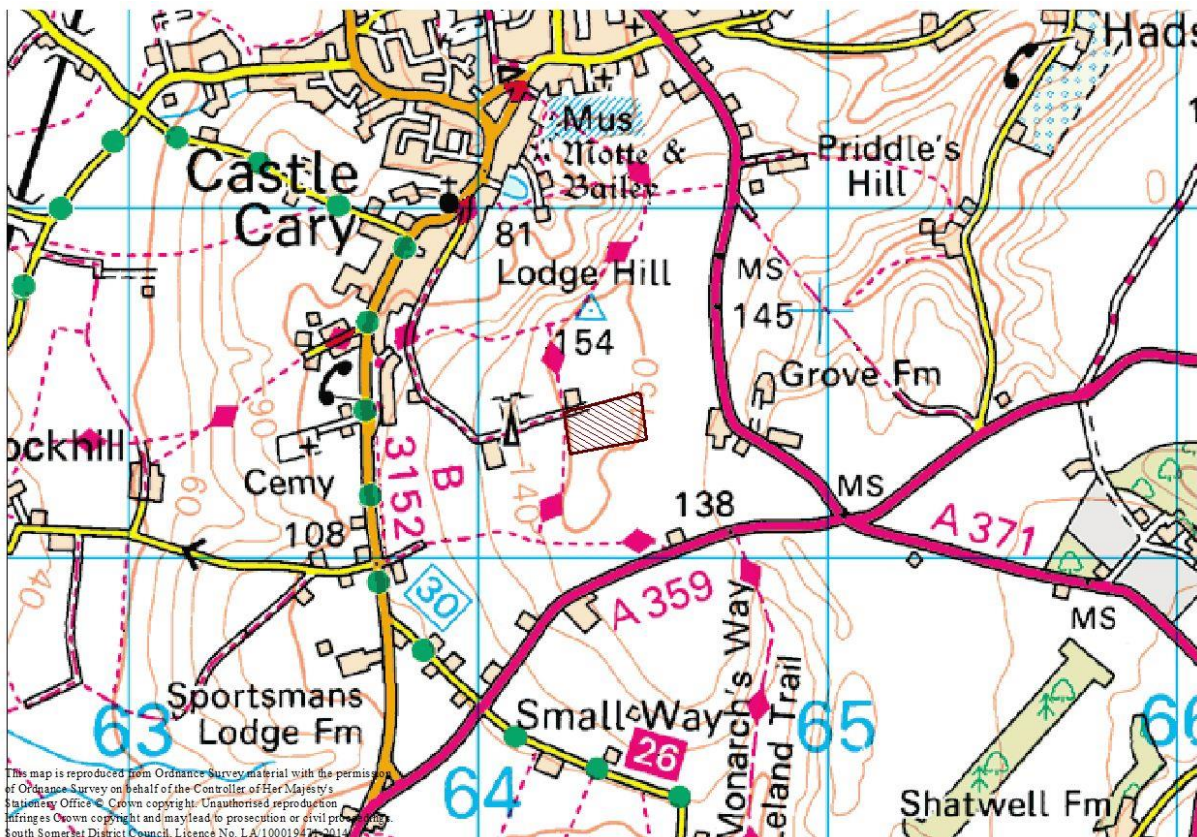 Hads
Mus
Motte &
Bailey
Priddle's
Hill
Castle
Cary
81
Lodge Hill
MS
145
154
Grove Fm
ockhill
90
Cemy
60
B
3152
140
MS
138
108
A 371
40
30
A 359
MS
Monarch's Way
Leland Trail
Sportsmans
Lodge Fm
63
Small Way
65
66
26
64
Shatwell Fm
This map is reproduced from Ordnance Survey material with the permission
of Ordnance Survey on behalf of the Controller of Her Majesty's
Stationery Office © Crown copyright. Unauthorised reproduction
infringes Crown copyright and may lead to prosecution or civil proceedings.
South Somerset District Council, Licence No. LA